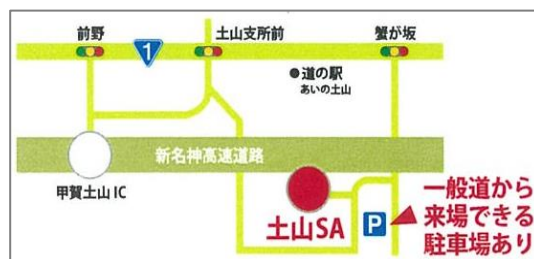 前野
1
土山支所前
蟹が坂
●道の駅
あいの土山
新名神高速道路
甲賀土山IC
土山SA
P
一般道から
来場できる
駐車場あり